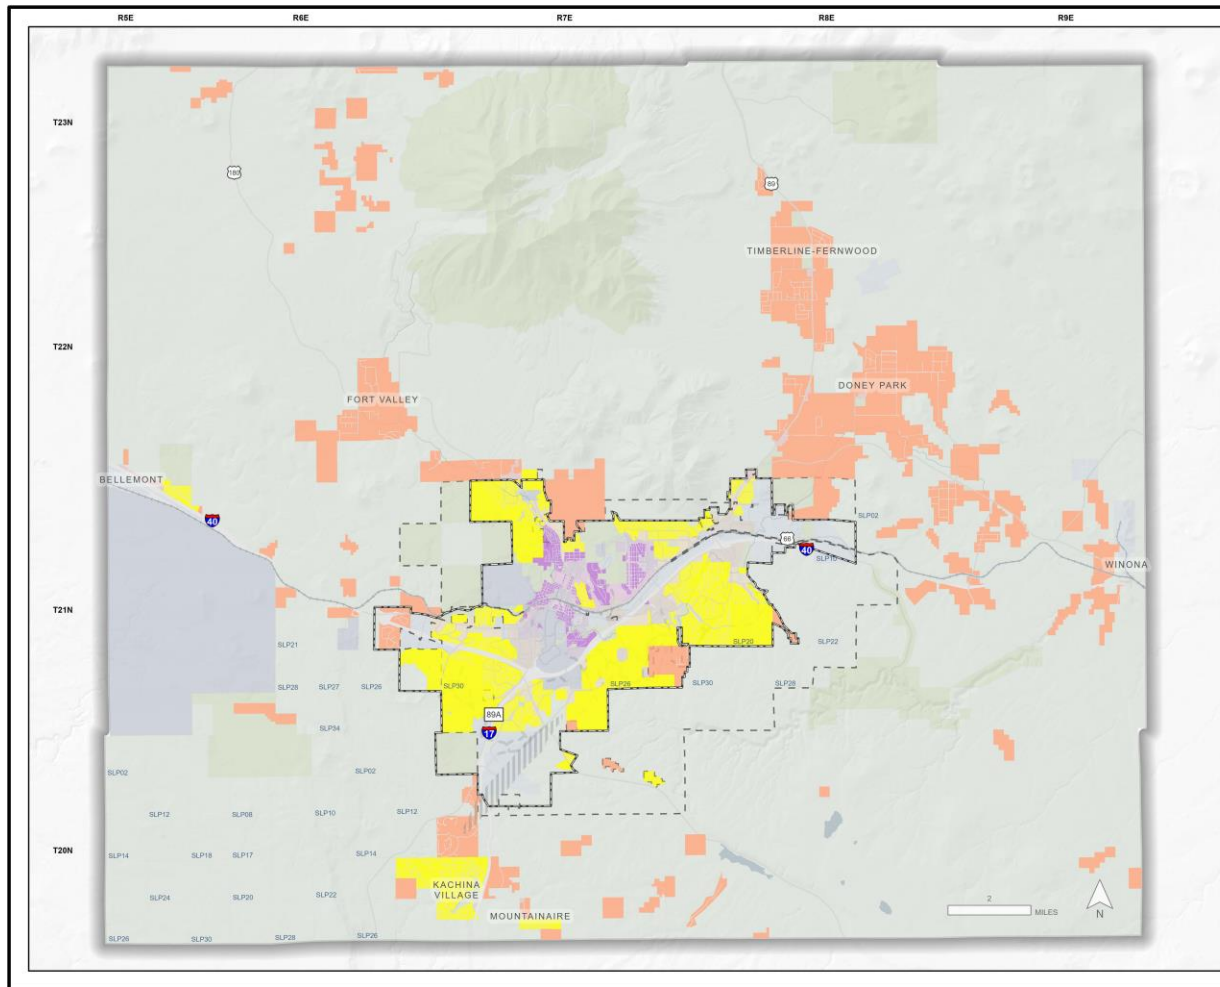 R5E
R6E
R7E
R8E
R9E
T23N
180
89
TIMBERLINE-FERNWOOD
T22N
DONEY PARK
FORT VALLEY
BELLEMONT
40
SLP02
66
40
SLP10
WINONA
T21N
SLP21
SLP20
SLP22
SLP28
SLP27
SLP26
SLP30
SLP26
SLP30
SLP28
89A
SLP34
17
SLP02
SLP02
SLP12
SLP08
SLP10
SLP12
T20N
SLP14
SLP18
SLP17
SLP14
KACHINA
VILLAGE
SLP24
SLP20
SLP22
2
MILES
N
MOUNTAINAIRE
SLP26
SLP30
SLP28
SLP26